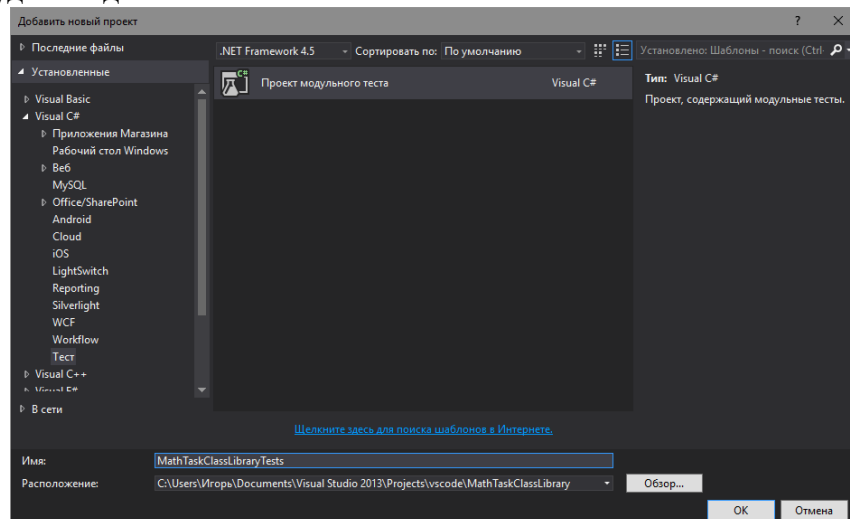 Добавить новый проект
? ×
Последние файлы
.NET Framework 4.5 Сортировать по: По умолчанию
Установлено: Шаблоны - поиск (Ctrl-
Установленные
Visual Basic
Visual C#
Приложения Магазина
Рабочий стол Windows
Веб
MySQL
Office/SharePoint
Android
Cloud
iOS
LightSwitch
Reporting
Silverlight
WCF
Workflow
Тест
Visual C++
Visual F#
В сети
C#
Проект модульного теста Visual C#
Тип: Visual C#
Проект, содержащий модульные тесты.
Щелкните здесь для поиска шаблонов в Интернете.
Имя: MathTaskClassLibraryTests
Расположение: C:\Users\Игорь\Documents\Visual Studio 2013\Projects\vscode\MathTaskClassLibrary Обзор...
OK Отмена